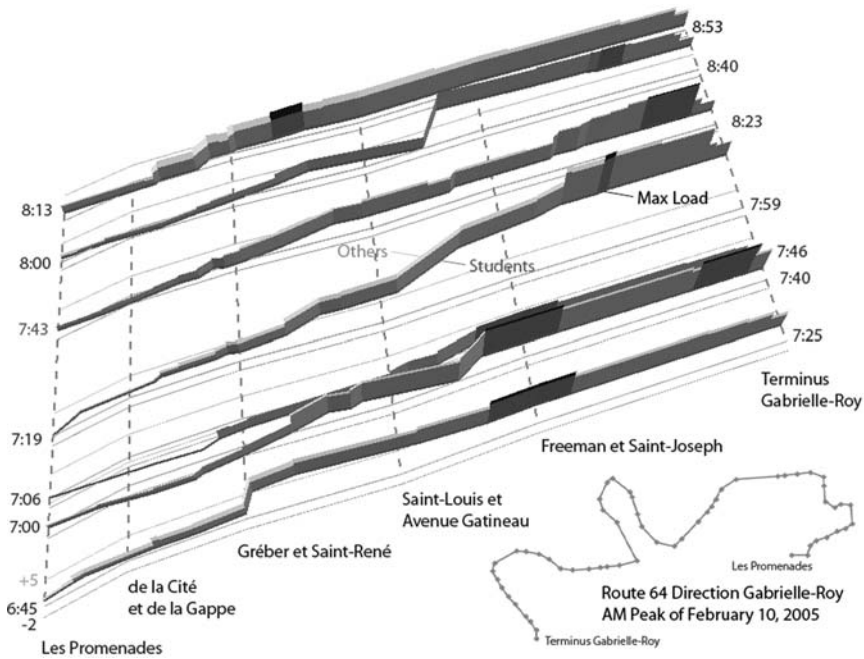 8:53
8:40
8:23
8:13
Max Load
8:00
7:59
Others
Students
7:46
7:43
7:40
7:25
Terminus
Gabrielle-Roy
7:19
Freeman et Saint-Joseph
7:06
Saint-Louis et
Avenue Gatineau
7:00
Gréber et Saint-René
Les Promenades
+5
de la Cité
et de la Gappe
6:45
-2
Route 64 Direction Gabrielle-Roy
AM Peak of February 10, 2005
Terminus Gabrielle-Roy
Les Promenades